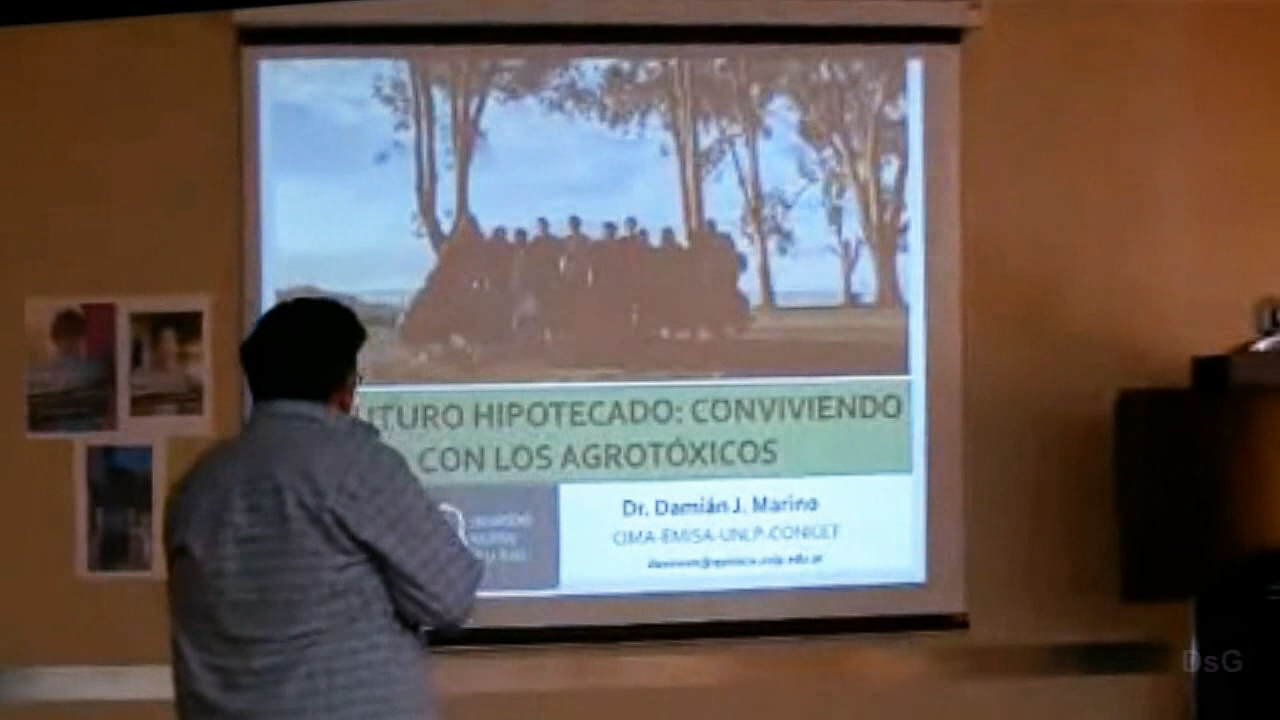 UTURO HIPOTECADO: CONVIVIENDO
CON LOS AGROTÓXICOS
Dr. Damián J. Marino
CIMA-EMISA-UNLP-CONICET
DsG